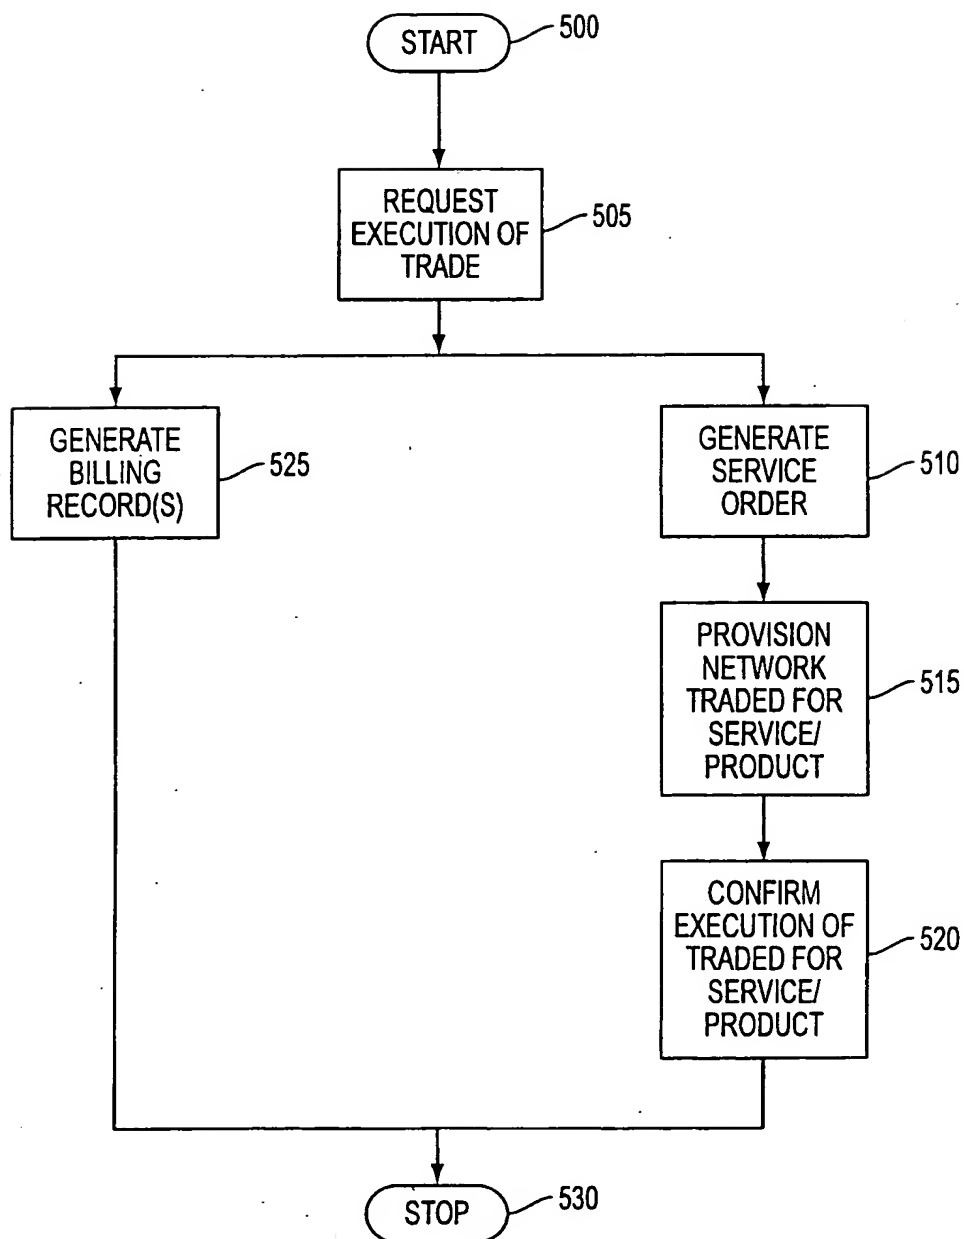 START
500
REQUEST
EXECUTION OF
TRADE
505
GENERATE
BILLING
RECORD(S)
525
GENERATE
SERVICE
ORDER
510
PROVISION
NETWORK
TRADED FOR
SERVICE/
PRODUCT
515
CONFIRM
EXECUTION OF
TRADED FOR
SERVICE/
PRODUCT
520
STOP
530